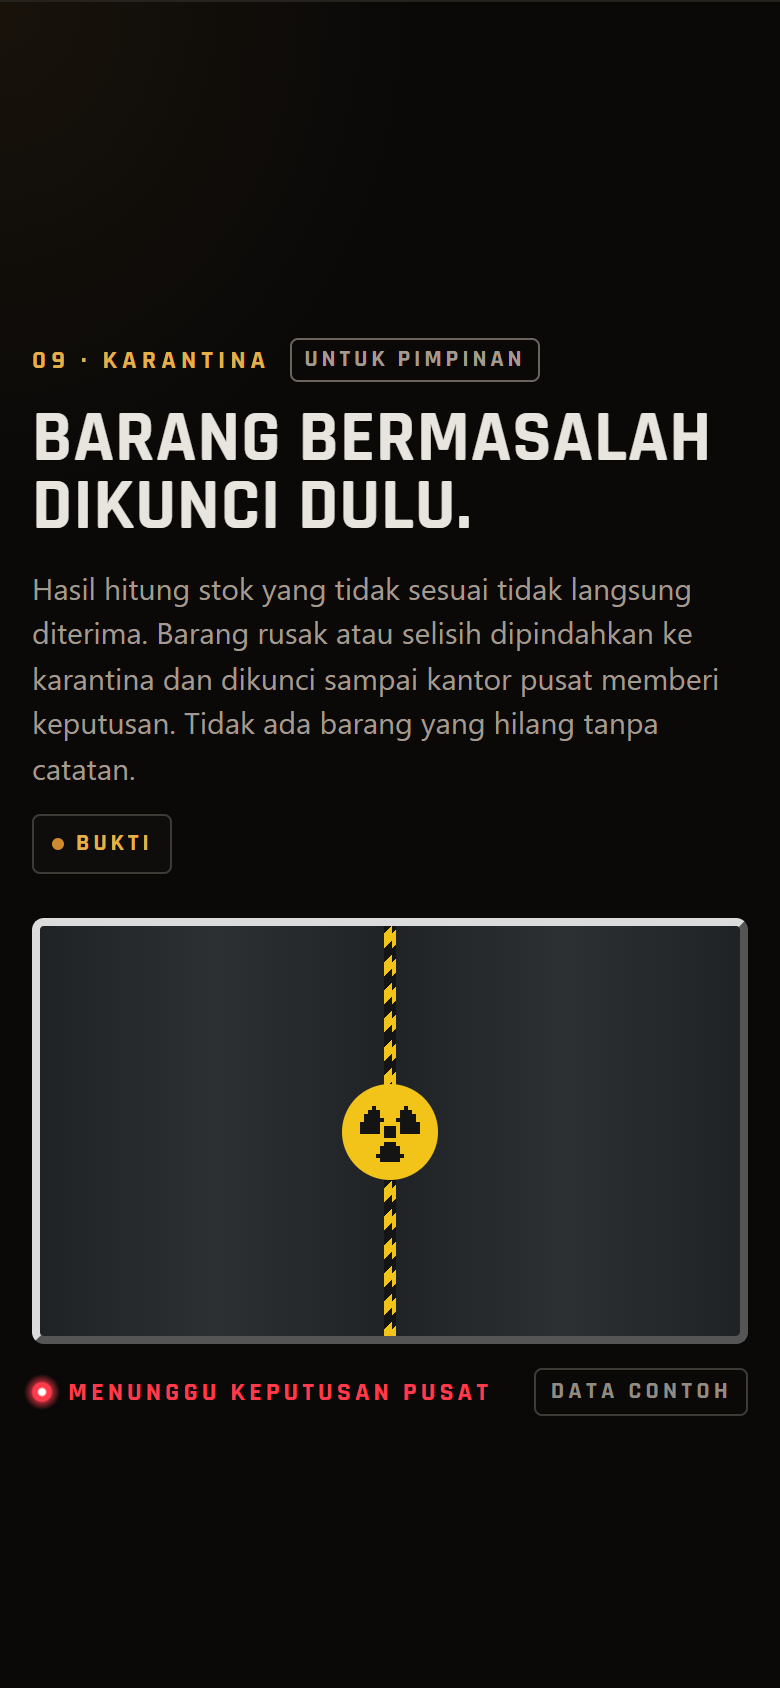 09 · KARANTINA
UNTUK PIMPINAN
BARANG BERMASALAH
DIKUNCI DULU.
Hasil hitung stok yang tidak sesuai tidak langsung
diterima. Barang rusak atau selisih dipindahkan ke
karantina dan dikunci sampai kantor pusat memberi
keputusan. Tidak ada barang yang hilang tanpa
catatan.
BUKTI
MENUNGGU KEPUTUSAN PUSAT
DATA CONTOH